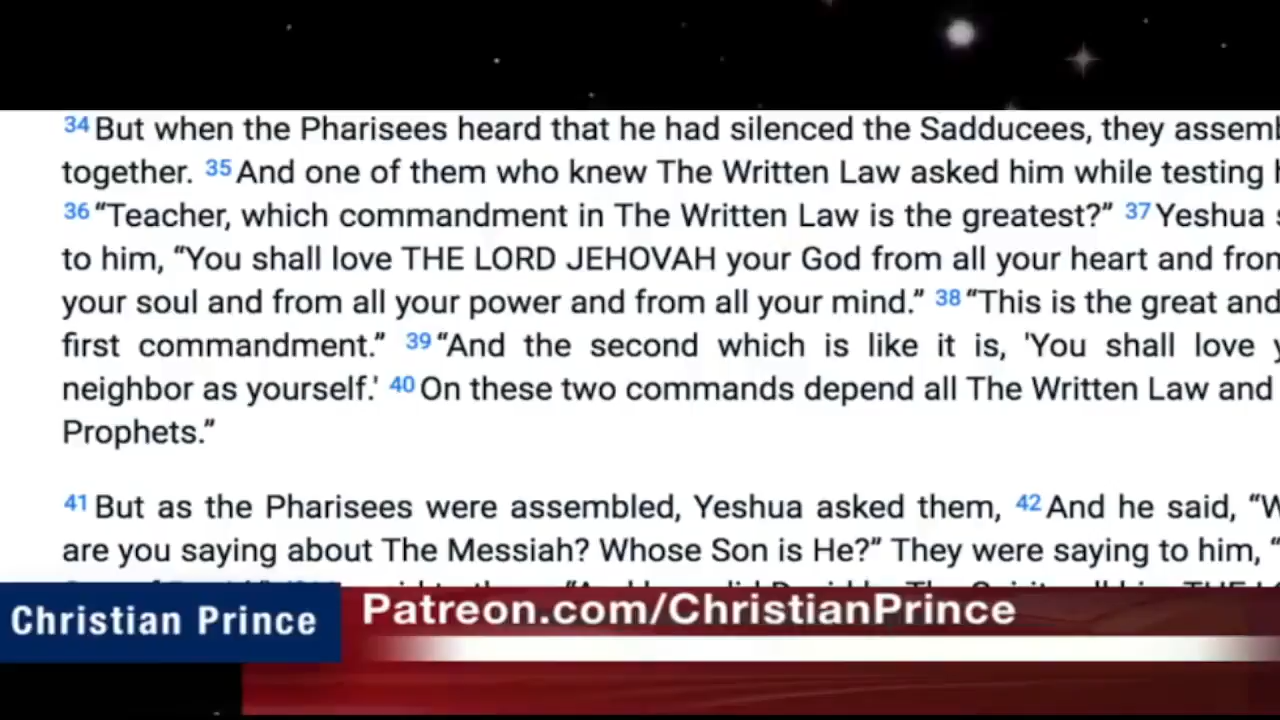 34 But when the Pharisees heard that he had silenced the Sadducees, they
together. 35 And one of them who knew The Written Law asked him while testing
36 “Teacher, which commandment in The Written Law is the greatest?” 37 Yeshua
to him, “You shall love THE LORD JEHOVAH your God from all your heart and
your soul and from all your power and from all your mind.” 38 “This is the great and
first commandment.” 39 “And the second which is like it is, 'You shall love
neighbor as yourself.' 40 On these two commands depend all The Written Law and
Prophets.”
41 But as the Pharisees were assembled, Yeshua asked them, 42 And he said,
are you saying about The Messiah? Whose Son is He?” They were saying to him,
Christian Prince
Patreon.com/ChristianPrince